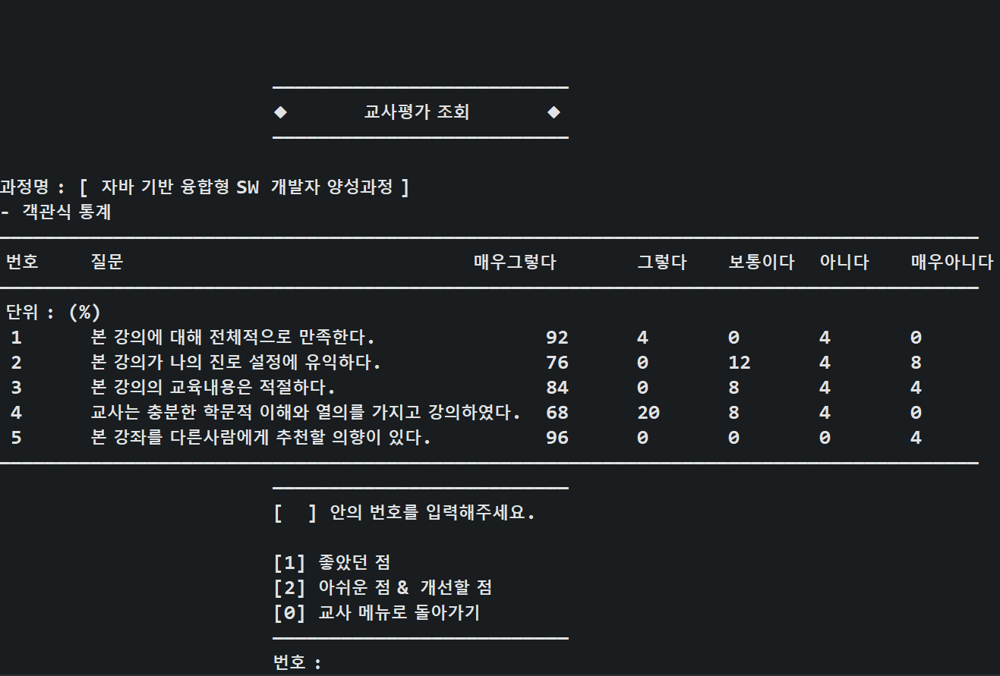 ◆ 교사평가 조회 ◆
과정명 : [ 자바 기반 융합형 SW 개발자 양성과정 ]
- 객관식 통계
번호 질문 매우그렇다 그렇다 보통이다 아니다 매우아니다
단위 : (%)
1 본 강의에 대해 전체적으로 만족한다. 92 4 0 4 0
2 본 강의가 나의 진로 설정에 유익하다. 76 0 12 4 8
3 본 강의의 교육내용은 적절하다. 84 0 8 4 4
4 교사는 충분한 학문적 이해와 열의를 가지고 강의하였다. 68 20 8 4 0
5 본 강좌를 다른사람에게 추천할 의향이 있다. 96 0 0 0 4
[ ] 안의 번호를 입력해주세요.
[1] 좋았던 점
[2] 아쉬운 점 & 개선할 점
[0] 교사 메뉴로 돌아가기
번호 :